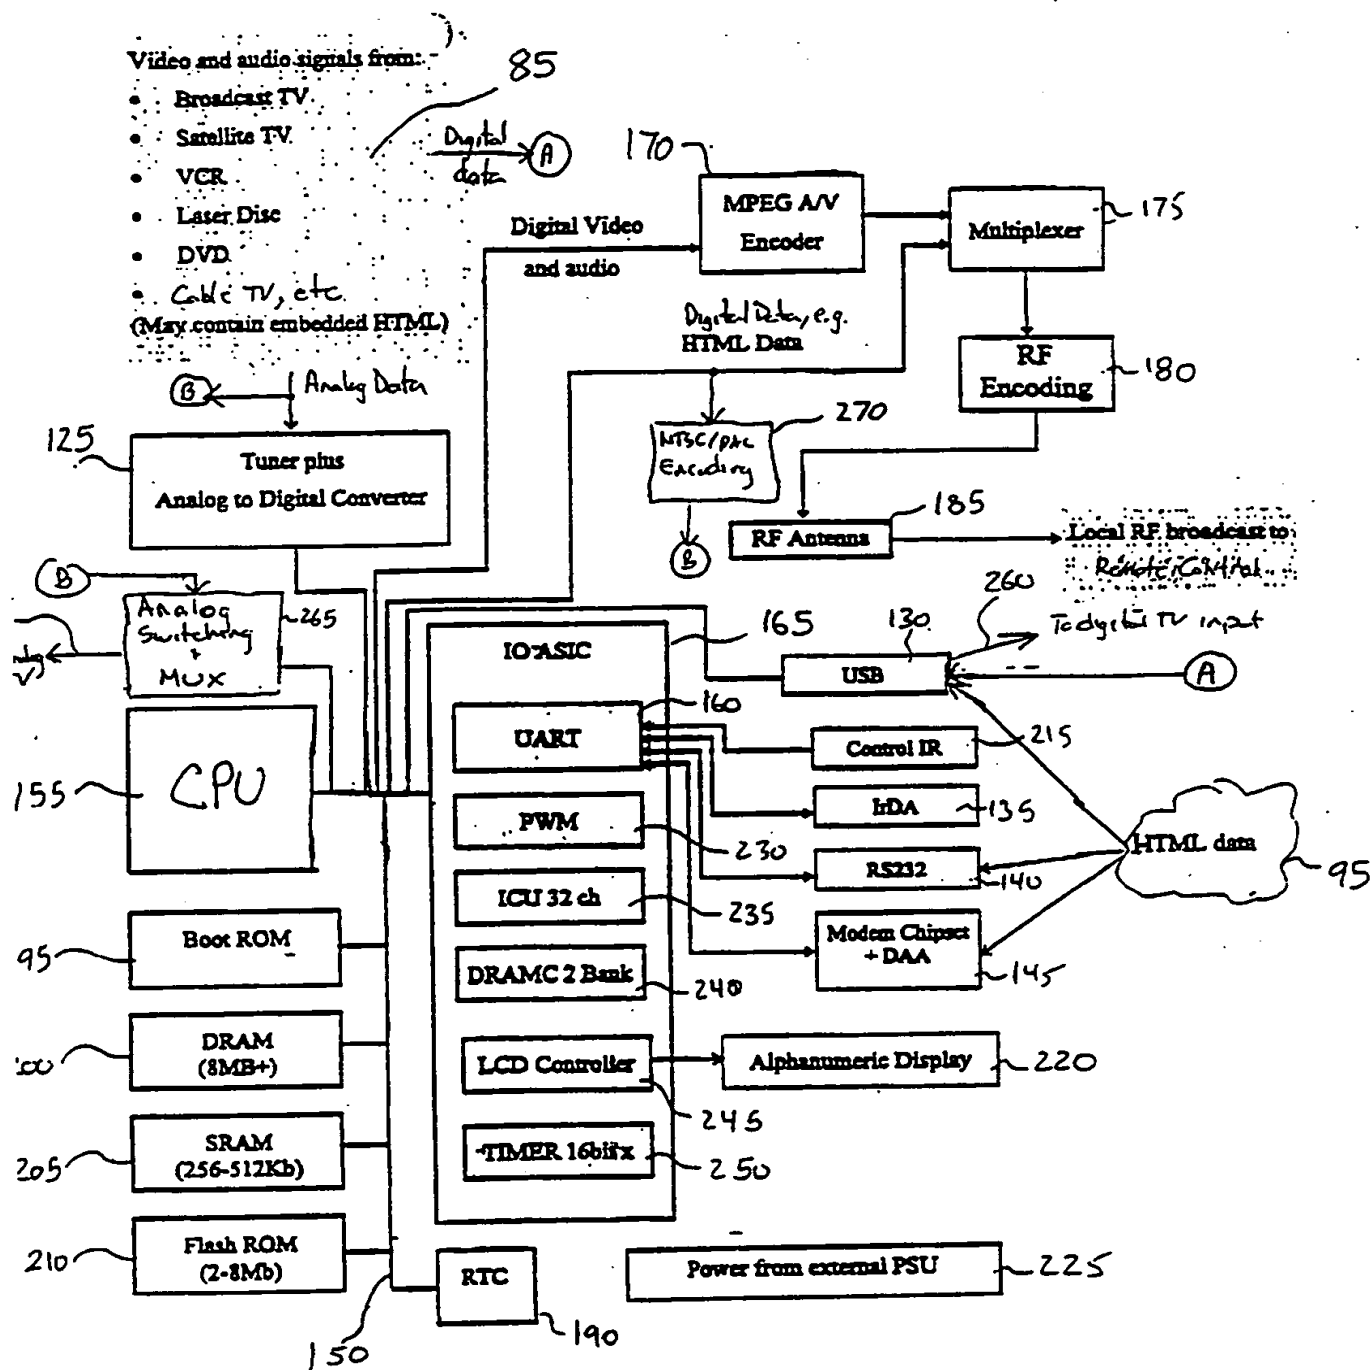 Video and audio signals from:
• Broadcast TV
• Satellite TV
• VCR
• Laser Disc
• DVD
• Cable TV, etc.
(May contain embedded HTML)
85
Digital
data
A
170
MPEG A/V
Encoder
Multiplexer
175
Digital Video
and audio
Digital Data, e.g.
HTML Data
RF
Encoding
180
B
Analog Data
125
Tuner plus
Analog to Digital Converter
270
NTSC/PAL
Encoding
B
185
RF Antenna
Local RF broadcast to
Remote Control
B
Analog
Switching
+
MUX
265
IO ASIC
165
130
USB
260
To digital TV input
A
160
UART
Control IR
215
CPU
155
IrDA
135
PWM
230
RS232
140
HTML data
95
ICU 32 ch
235
Modem Chipset
+ DAA
145
95
Boot ROM
DRAMC 2 Bank
240
00
DRAM
(8MB+)
LCD Controller
245
Alphanumeric Display
220
205
SRAM
(256-512Kb)
TIMER 16bit x
250
210
Flash ROM
(2-8Mb)
RTC
190
Power from external PSU
225
150